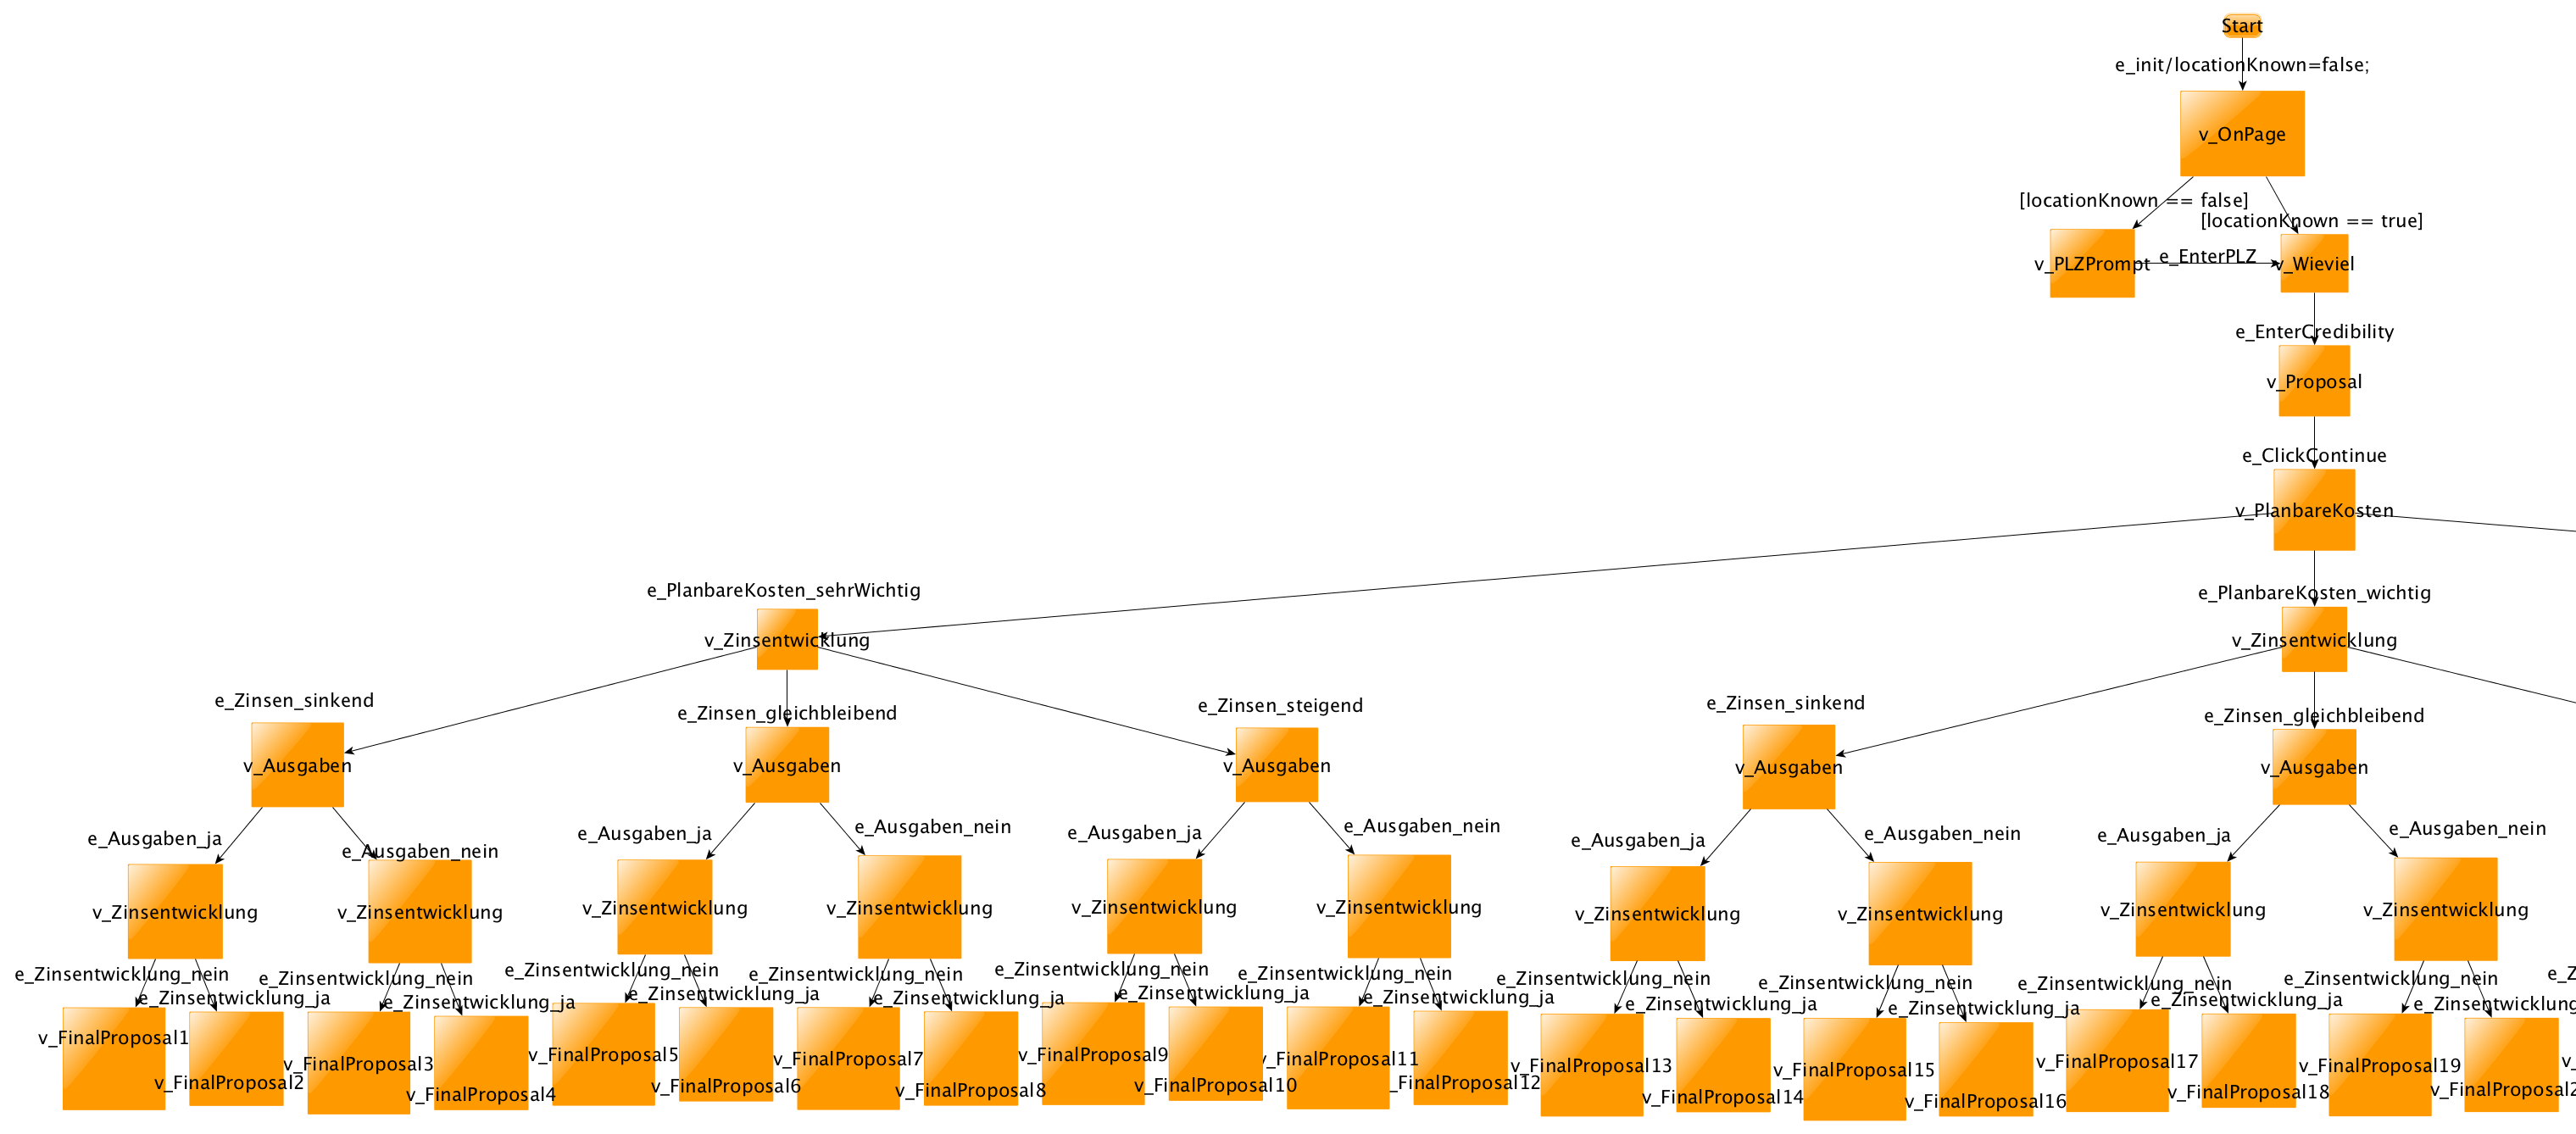 Start
e_init/locationKnown=false;
v_OnPage
[locationKnown == false]
[locationKnown == true]
v_PLZPrompt
e_EnterPLZ
v_Wieviel
e_EnterCredibility
v_Proposal
e_ClickContinue
v_PlanbareKosten
e_PlanbareKosten_sehrWichtig
e_PlanbareKosten_wichtig
v_Zinsentwicklung
v_Zinsentwicklung
e_Zinsen_sinkend
e_Zinsen_gleichbleibend
e_Zinsen_steigend
e_Zinsen_sinkend
e_Zinsen_gleichbleibend
v_Ausgaben
v_Ausgaben
v_Ausgaben
v_Ausgaben
v_Ausgaben
e_Ausgaben_ja
e_Ausgaben_nein
e_Ausgaben_ja
e_Ausgaben_nein
e_Ausgaben_ja
e_Ausgaben_nein
e_Ausgaben_ja
e_Ausgaben_nein
e_Ausgaben_ja
e_Ausgaben_nein
v_Zinsentwicklung
v_Zinsentwicklung
v_Zinsentwicklung
v_Zinsentwicklung
v_Zinsentwicklung
v_Zinsentwicklung
v_Zinsentwicklung
v_Zinsentwicklung
v_Zinsentwicklung
v_Zinsentwicklung
e_Zinsentwicklung_nein
e_Zinsentwicklung_ja
e_Zinsentwicklung_nein
e_Zinsentwicklung_ja
e_Zinsentwicklung_nein
e_Zinsentwicklung_ja
e_Zinsentwicklung_nein
e_Zinsentwicklung_ja
e_Zinsentwicklung_nein
e_Zinsentwicklung_ja
e_Zinsentwicklung_nein
e_Zinsentwicklung_ja
e_Zinsentwicklung_nein
e_Zinsentwicklung_ja
e_Zinsentwicklung_nein
e_Zinsentwicklung_ja
e_Zinsentwicklung_nein
e_Zinsentwicklung_ja
e_Zinsentwicklung_nein
e_Zinsentwicklung
v_FinalProposal1
v_FinalProposal2
v_FinalProposal3
v_FinalProposal4
v_FinalProposal5
v_FinalProposal6
v_FinalProposal7
v_FinalProposal8
v_FinalProposal9
v_FinalProposal10
v_FinalProposal11
_FinalProposal12
v_FinalProposal13
v_FinalProposal14
v_FinalProposal15
v_FinalProposal16
v_FinalProposal17
v_FinalProposal18
v_FinalProposal19
v_FinalProposal2